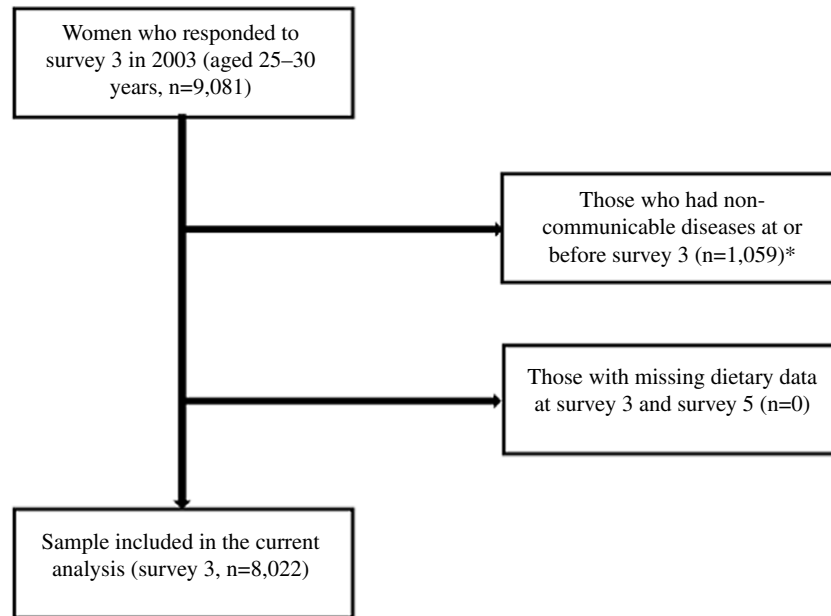 Women who responded to
survey 3 in 2003 (aged 25–30
years, n=9,081)
Those who had non-
communicable diseases at or
before survey 3 (n=1,059)*
Those with missing dietary data
at survey 3 and survey 5 (n=0)
Sample included in the current
analysis (survey 3, n=8,022)